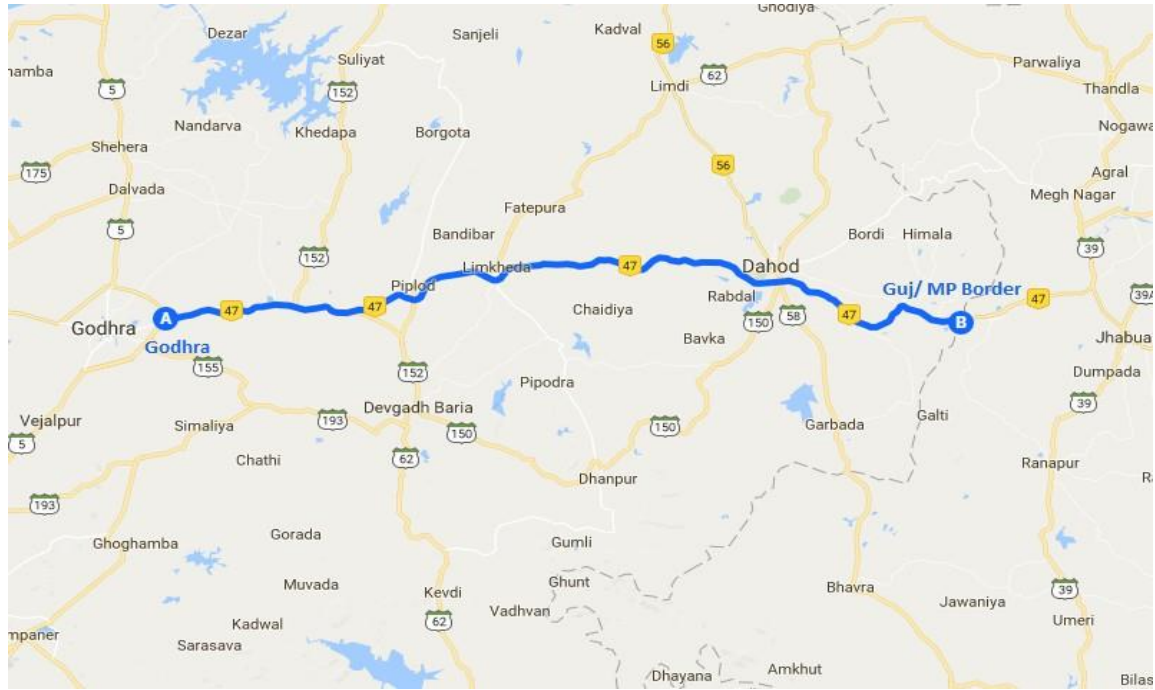 Ghodiya
Dezar
Sanjeli
Kadval
56
Suliyat
Parwaliya
hamba
62
5
152
Limdi
Thandla
Nandarva
Khedapa
Borgota
Nogawa
Shehera
56
175
Agral
Dalvada
Megh Nagar
Fatepura
5
Bandibar
Bordi
Himala
39
152
Limkheda
47
Dahod
Piplod
Guj/ MP Border
Rabdal
39A
A
47
47
Chaidiya
47
47
Godhra
150
58
B
Godhra
Bavka
Jhabua
155
152
Pipodra
Dumpada
Devgadh Baria
39
Vejalpur
193
Galti
Simaliya
150
150
Garbada
5
62
Chathi
Ranapur
Dhanpur
193
Ghoghamba
Gorada
Gumli
Muvada
Ghunt
Bhavra
39
Kevdi
Jawaniya
Vadhvan
Kadwal
62
Umeri
mpaner
Sarasava
Dhayana
Amkhut
Bilas